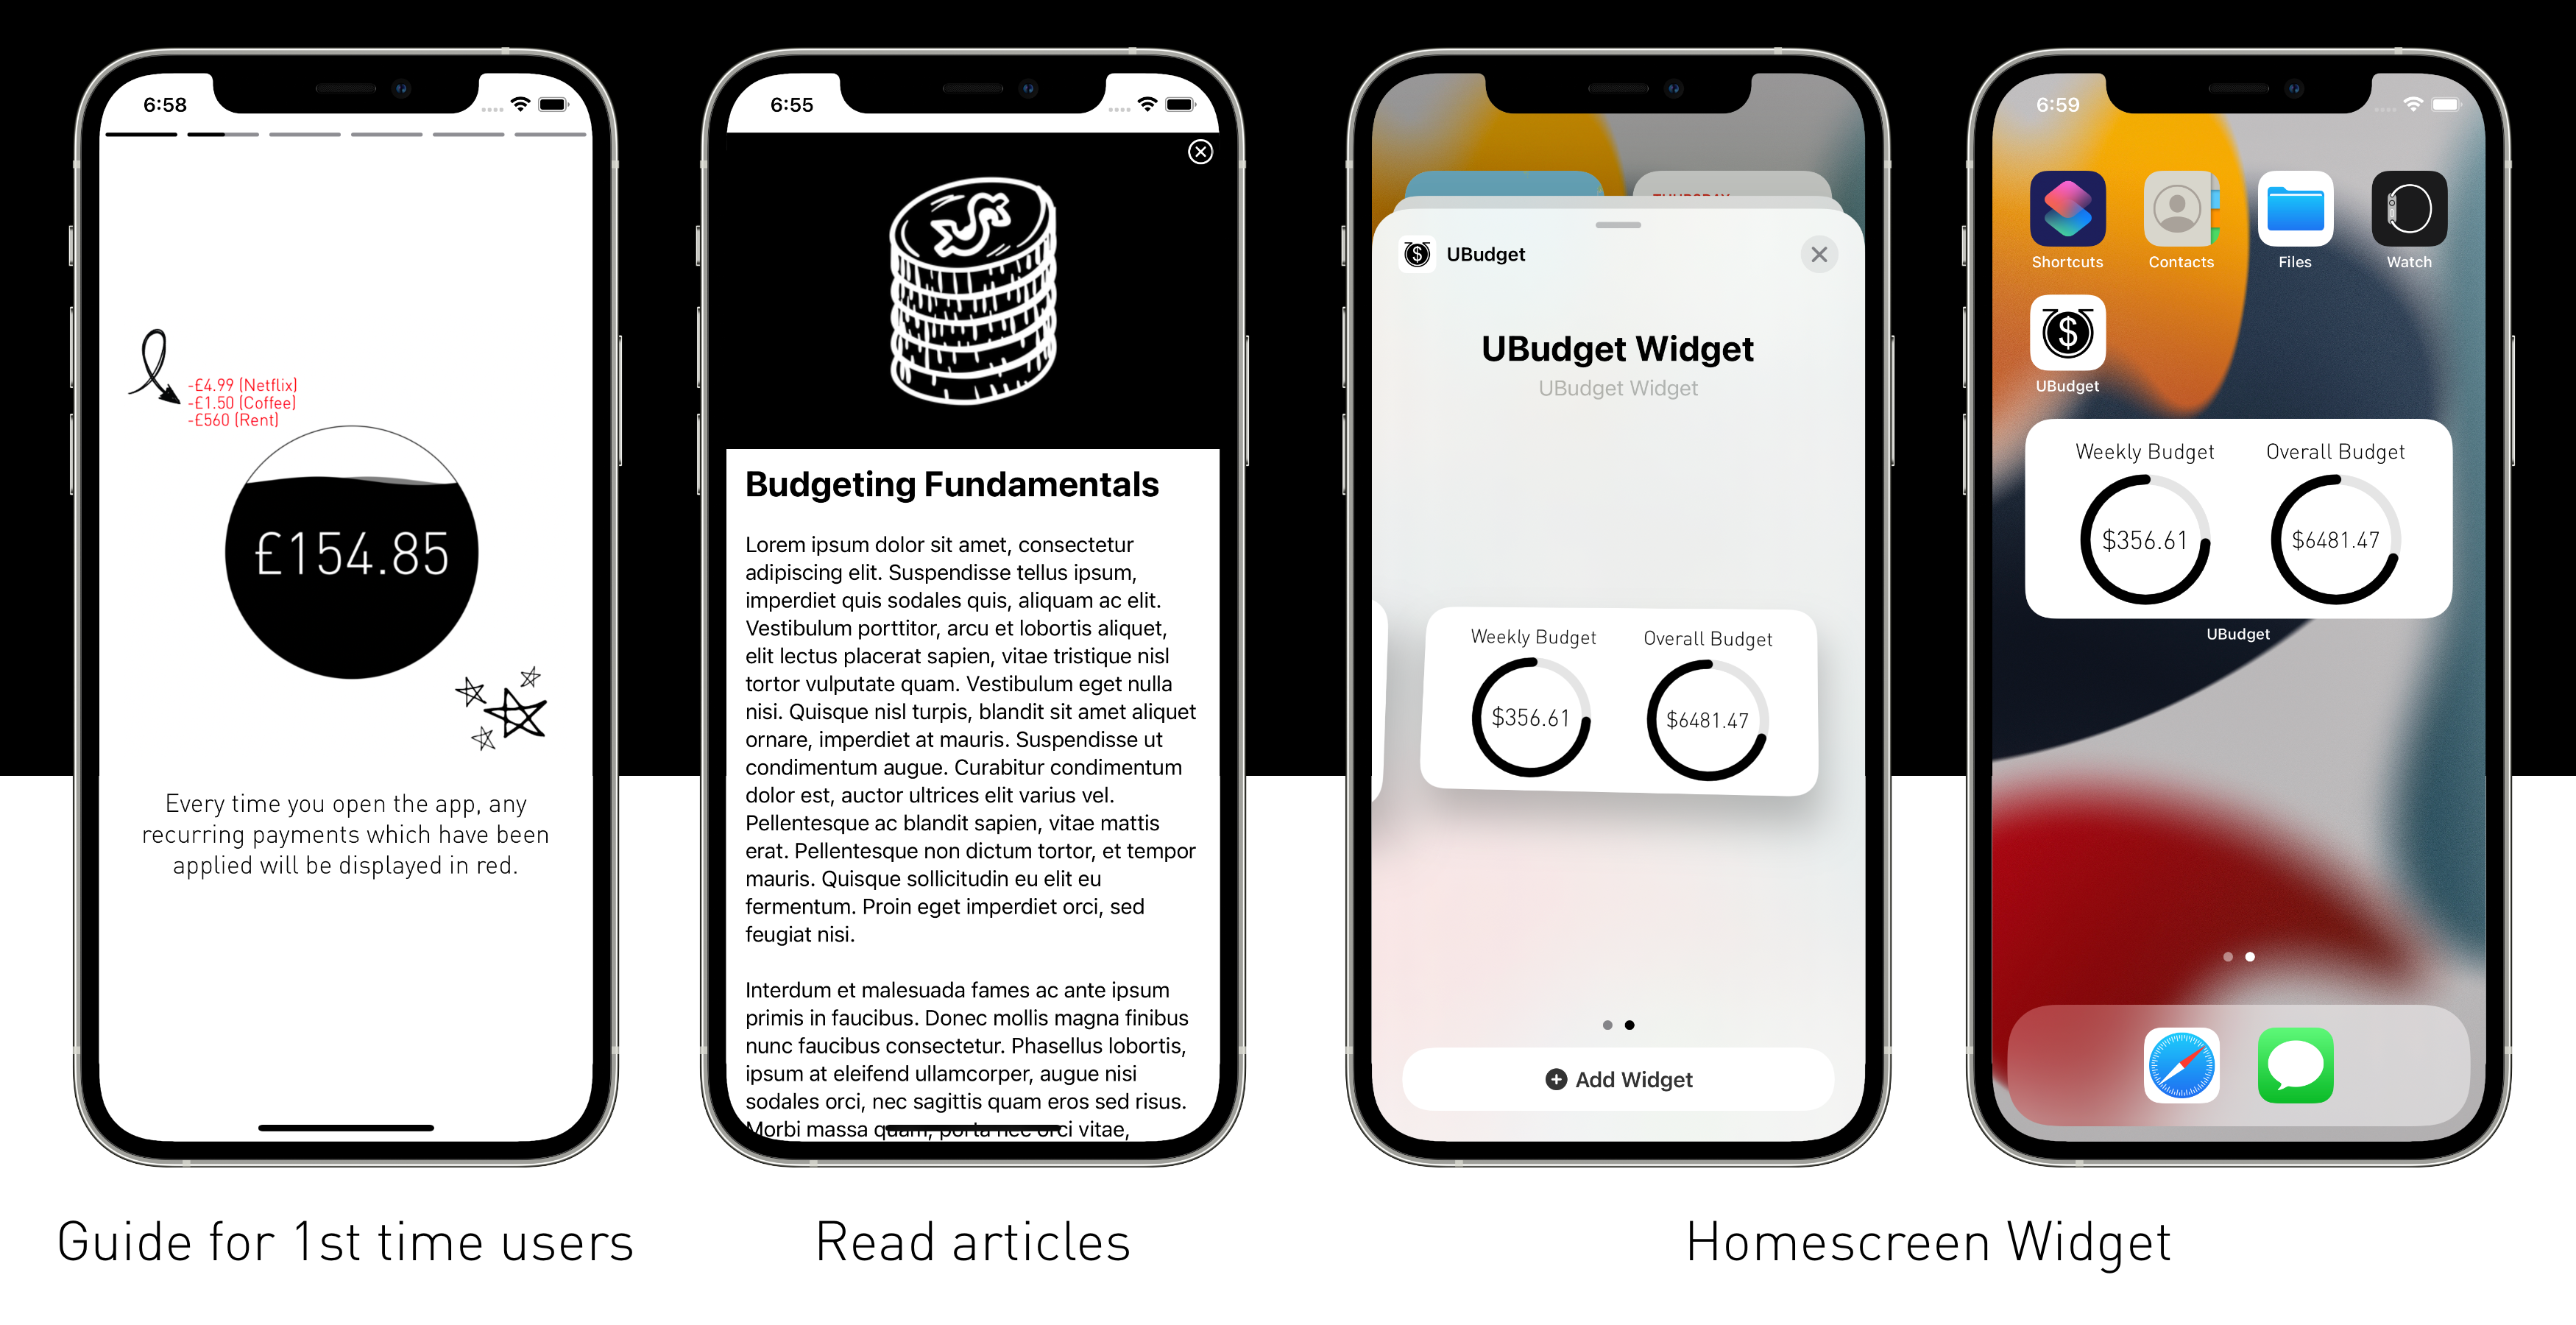 6:58
-£4.99 (Netflix)
-£1.50 (Coffee)
-£560 (Rent)
£154.85
Every time you open the app, any
recurring payments which have been
applied will be displayed in red.
Guide for 1st time users
6:55
Budgeting Fundamentals
Lorem ipsum dolor sit amet, consectetur
adipiscing elit. Suspendisse tellus ipsum,
imperdiet quis sodales quis, aliquam ac elit.
Vestibulum porttitor, arcu et lobortis aliquet,
elit lectus placerat sapien, vitae tristique nisl
tortor vulputate quam. Vestibulum eget nulla
nisi. Quisque nisl turpis, blandit sit amet aliquet
ornare, imperdiet at mauris. Suspendisse ut
condimentum augue. Curabitur condimentum
dolor est, auctor ultrices elit varius vel.
Pellentesque ac blandit sapien, vitae mattis
erat. Pellentesque non dictum tortor, et tempor
mauris. Quisque sollicitudin eu elit eu
fermentum. Proin eget imperdiet orci, sed
feugiat nisi.
Interdum et malesuada fames ac ante ipsum
primis in faucibus. Donec mollis magna finibus
nunc faucibus consectetur. Phasellus lobortis,
ipsum at eleifend ullamcorper, augue nisi
sodales orci, nec sagittis quam eros sed risus.
Morbi massa quam, porta nec orci vitae,
Read articles
THURSDAY
UBudget
UBudget Widget
UBudget Widget
Weekly Budget
Overall Budget
$356.61
$6481.47
Add Widget
6:59
Shortcuts
Contacts
Files
Watch
UBudget
Weekly Budget
Overall Budget
$356.61
$6481.47
UBudget
Homescreen Widget